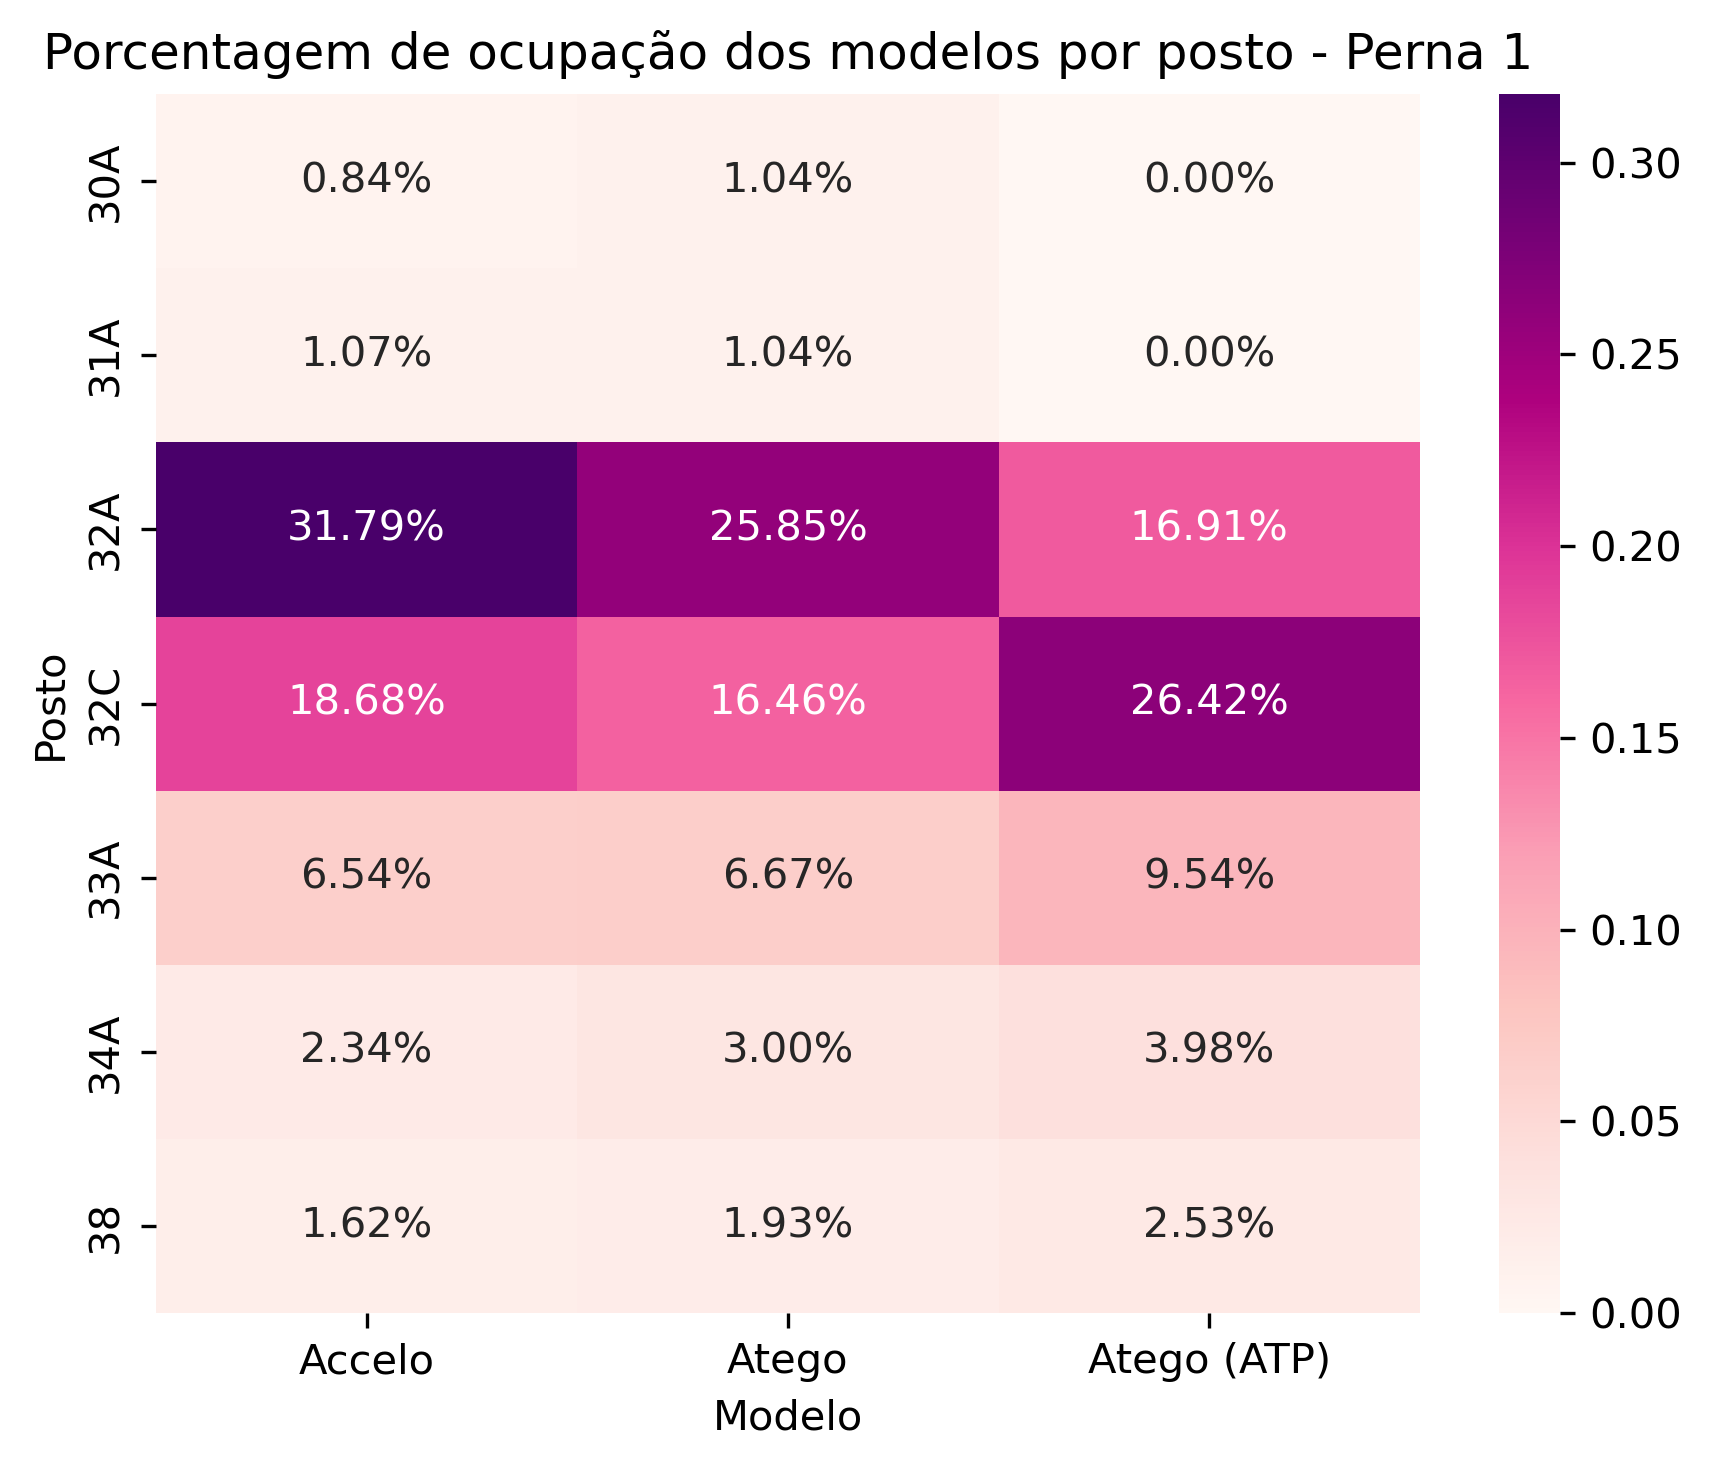 Porcentagem de ocupação dos modelos por posto - Perna 1
30A 0.84% 1.04% 0.00%
31A 1.07% 1.04% 0.00%
32A 31.79% 25.85% 16.91%
32C 18.68% 16.46% 26.42%
33A 6.54% 6.67% 9.54%
34A 2.34% 3.00% 3.98%
38 1.62% 1.93% 2.53%
Posto
Accelo Atego Atego (ATP)
Modelo
0.30
0.25
0.20
0.15
0.10
0.05
0.00